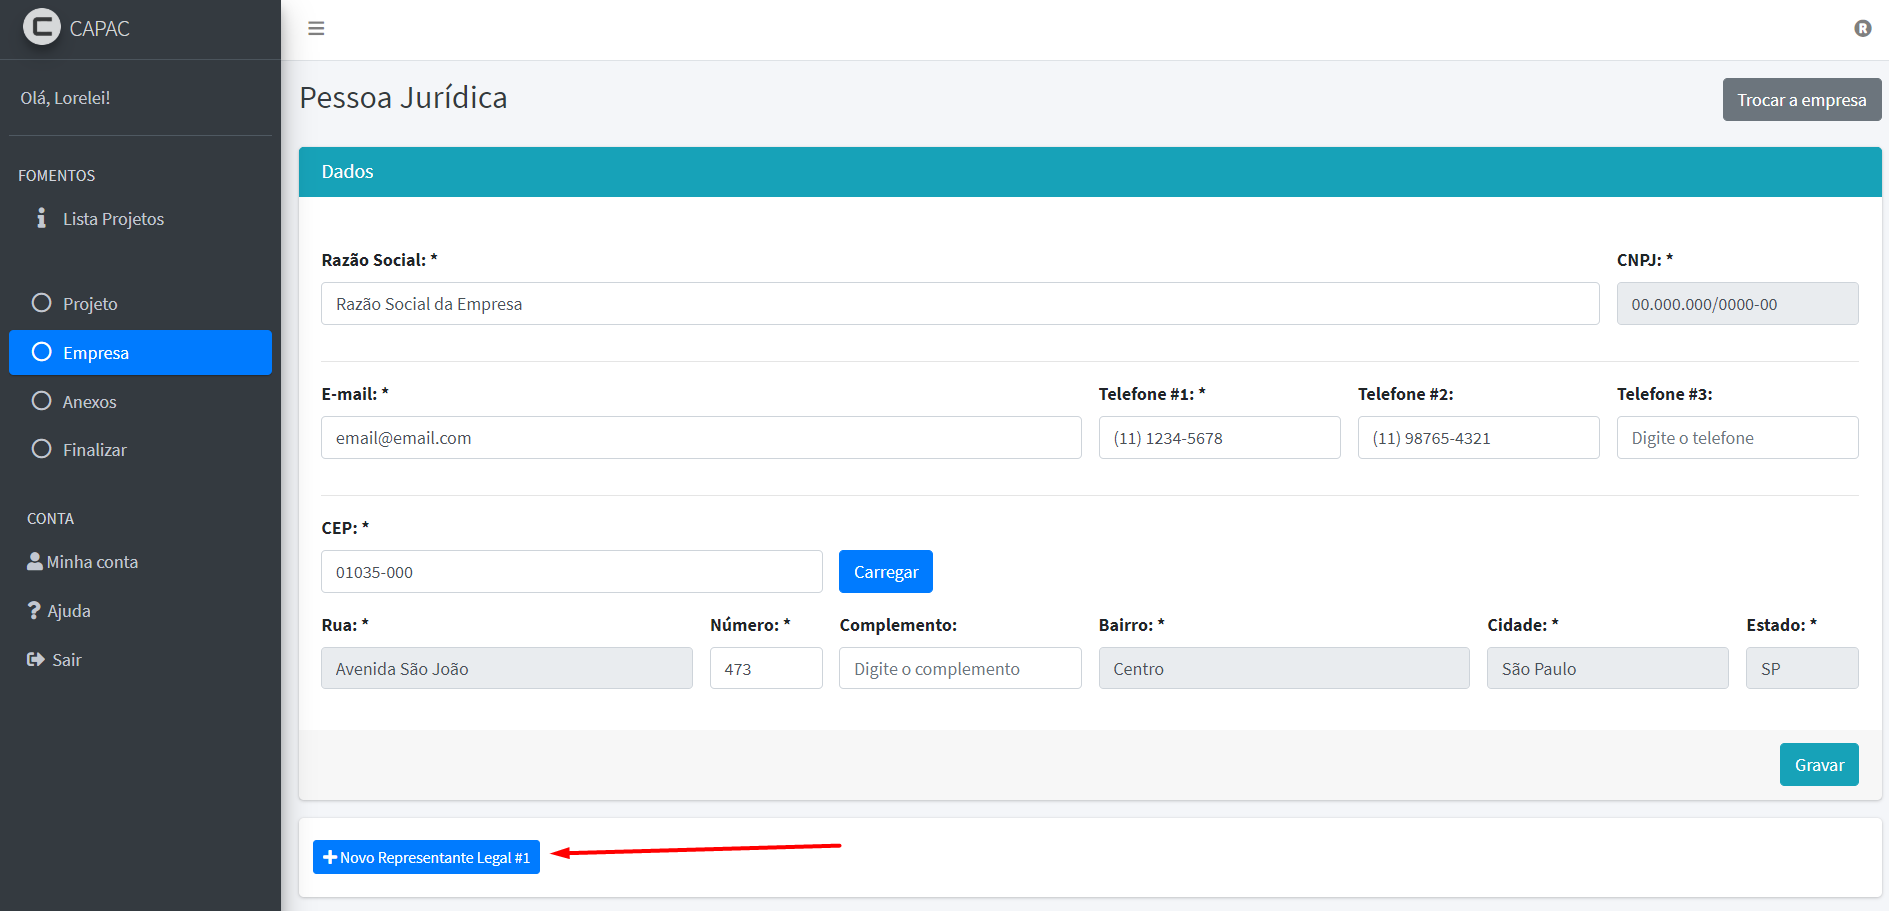 CAPAC
Olá, Lorelei!
FOMENTOS
Lista Projetos
Projeto
Empresa
Anexos
Finalizar
CONTA
Minha conta
? Ajuda
Sair
R
Pessoa Jurídica
Trocar a empresa
Dados
Razão Social: * CNPJ: *
Razão Social da Empresa 00.000.000/0000-00
E-mail: * Telefone #1: * Telefone #2: Telefone #3:
email@email.com (11) 1234-5678 (11) 98765-4321 Digite o telefone
CEP: *
01035-000 Carregar
Rua: * Número: * Complemento: Bairro: * Cidade: * Estado: *
Avenida São João 473 Digite o complemento Centro São Paulo SP
Gravar
+ Novo Representante Legal #1